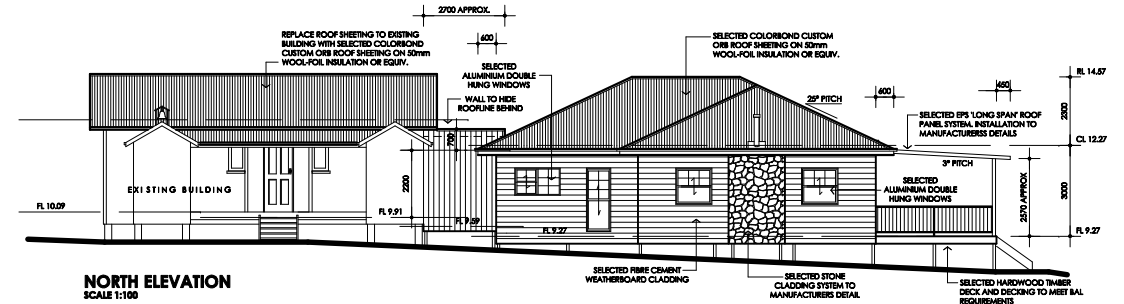 2700 APPROX.
REPLACE ROOF SHEETING TO EXISTING
BUILDING WITH SELECTED COLORBOND
CUSTOM ORB ROOF SHEETING ON 50mm
WOOL-FOIL INSULATION OR EQUIV.
600
SELECTED
ALUMINIUM DOUBLE
HUNG WINDOWS
WALL TO HIDE
ROOFLINE BEHIND
SELECTED COLORBOND CUSTOM
ORB ROOF SHEETING ON 50mm
WOOL-FOIL INSULATION OR EQUIV.
25° PITCH
600
450
RL 14.57
2300
SELECTED EPS 'LONG SPAN' ROOF
PANEL SYSTEM. INSTALLATION TO
MANUFACTURERSS DETAILS
CL 12.27
3° PITCH
700
2200
EXISTING BUILDING
SELECTED
ALUMINIUM DOUBLE
HUNG WINDOWS
2570 APPROX
3000
FL 10.09
FL 9.91
FL 9.59
FL 9.27
FL 9.27
NORTH ELEVATION
SCALE 1:100
SELECTED FIBRE CEMENT
WEATHERBOARD CLADDING
SELECTED STONE
CLADDING SYSTEM TO
MANUFACTURERS DETAIL
SELECTED HARDWOOD TIMBER
DECK AND DECKING TO MEET BAL
REQUIREMENTS